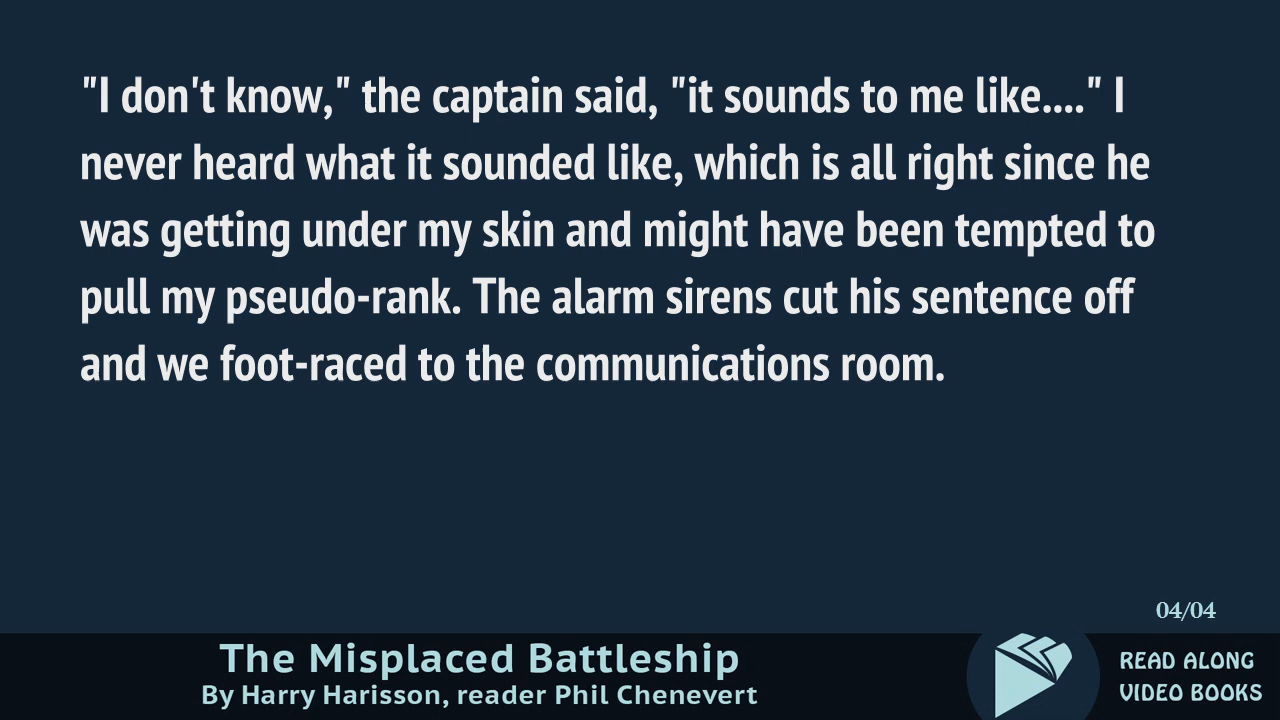 "I don't know," the captain said, "it sounds to me like...." I
never heard what it sounded like, which is all right since he
was getting under my skin and might have been tempted to
pull my pseudo-rank. The alarm sirens cut his sentence off
and we foot-raced to the communications room.
04/04
The Misplaced Battleship
By Harry Harisson, reader Phil Chenevert
READ ALONG
VIDEO BOOKS